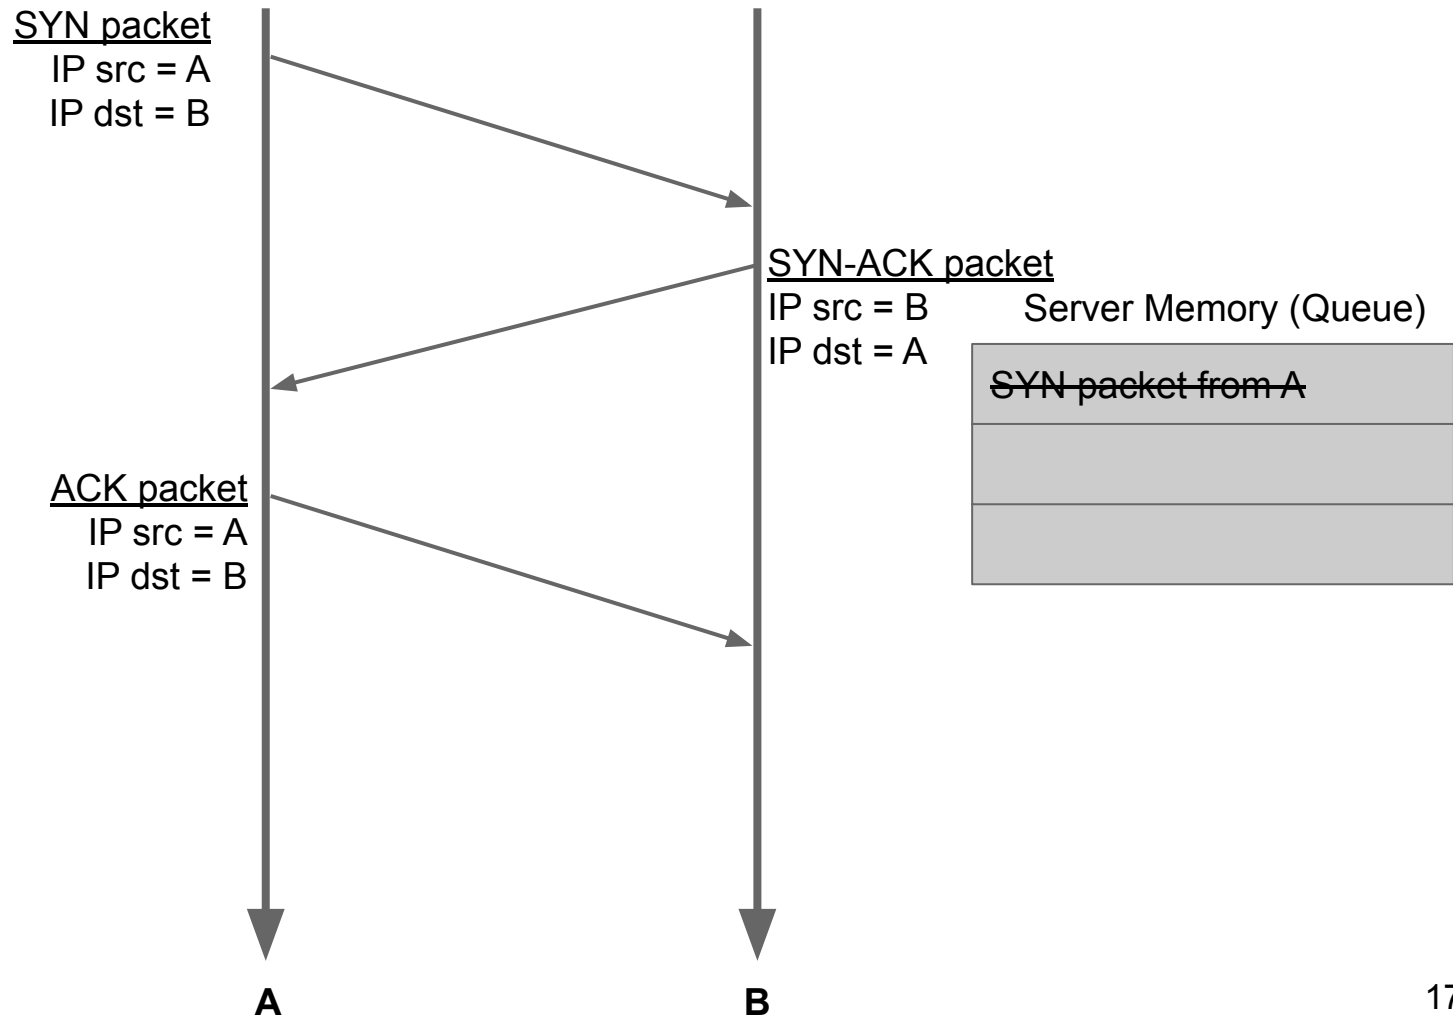 SYN packet
IP src = A
IP dst = B
SYN-ACK packet
IP src = B
IP dst = A
Server Memory (Queue)
SYN packet from A
ACK packet
IP src = A
IP dst = B
A
B
17